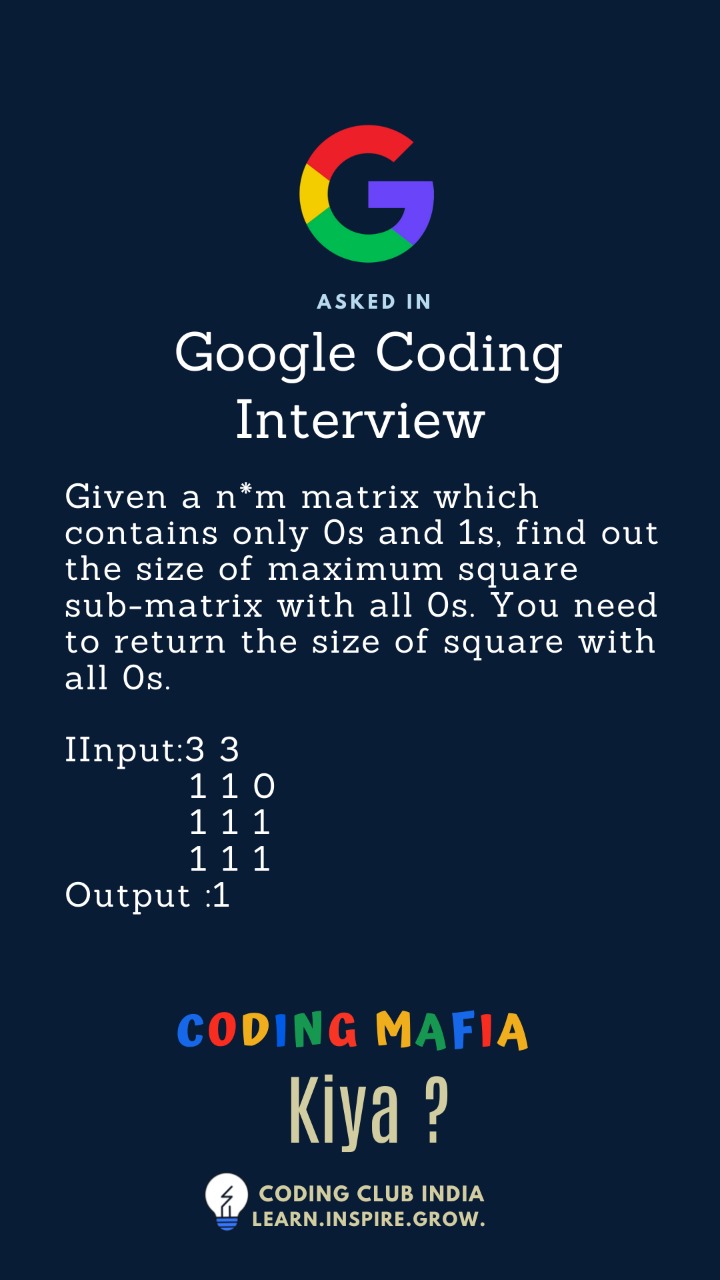 ASKED IN
Google Coding
Interview
Given a n*m matrix which
contains only 0s and 1s, find out
the size of maximum square
sub-matrix with all 0s. You need
to return the size of square with
all 0s.
IInput:3 3
1 1 0
1 1 1
1 1 1
Output :1
CODING MAFIA
Kiya ?
CODING CLUB INDIA
LEARN.INSPIRE.GROW.